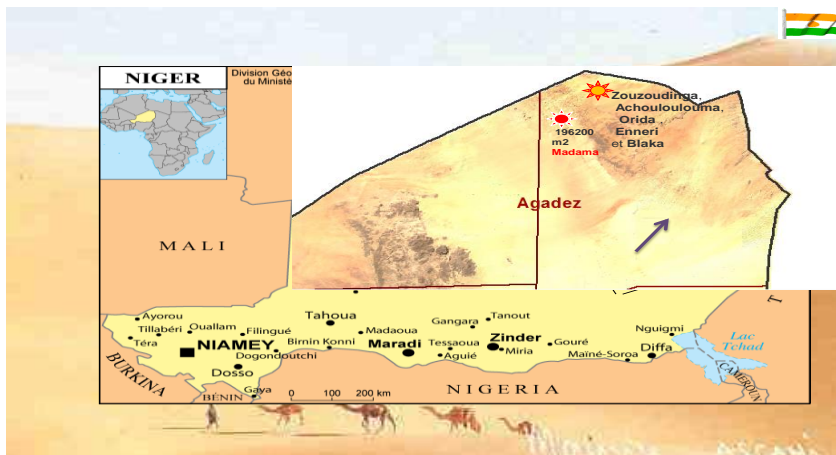 NIGER
Division Géo
du Ministè
Zouzoudinga,
Achouloulouma,
Orida ,
Enneri
et Blaka
196200
m2
Madama
Agadez
MALI
T
Ayorou
Tillabéri
Ouallam
Filingué
Téra
NIAMEY
Dogondoutchi
Dosso
Gaya
Tahoua
Birnin Konni
Madaoua
Maradi
Tessaoua
Aguié
Gangara
Tanout
Zinder
Miria
Gouré
Maïné-Soroa
Nguigmi
Diffa
Lac
Tchad
CAMEROUN
BURKINA
BÉNIN
NIGERIA
0 100 200 km